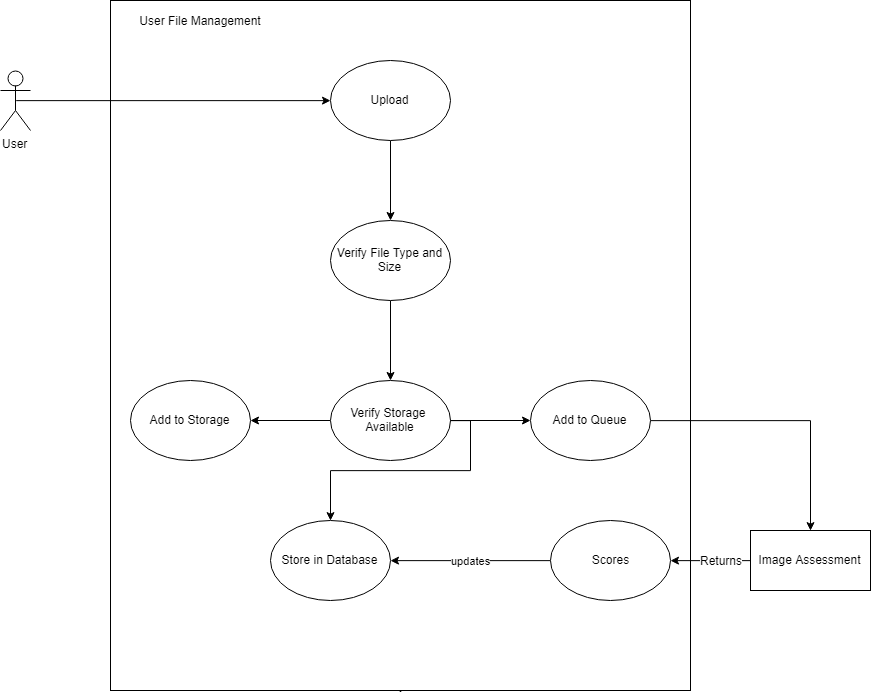 User File Management
Upload
User
Verify File Type and
Size
Add to Storage
Verify Storage
Available
Add to Queue
Store in Database
updates
Scores
Returns
Image Assessment